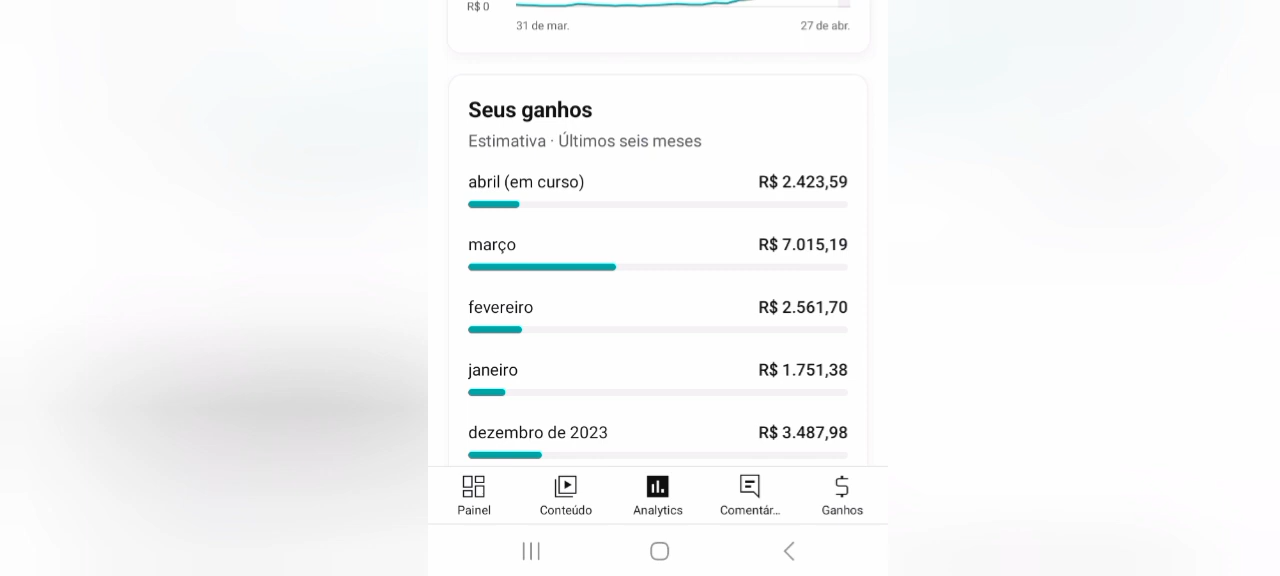 R$ 0
31 de mar. 27 de abr.
Seus ganhos
Estimativa · Últimos seis meses
abril (em curso) R$ 2.423,59
março R$ 7.015,19
fevereiro R$ 2.561,70
janeiro R$ 1.751,38
dezembro de 2023 R$ 3.487,98
Painel Conteúdo Analytics Comentár... Ganhos